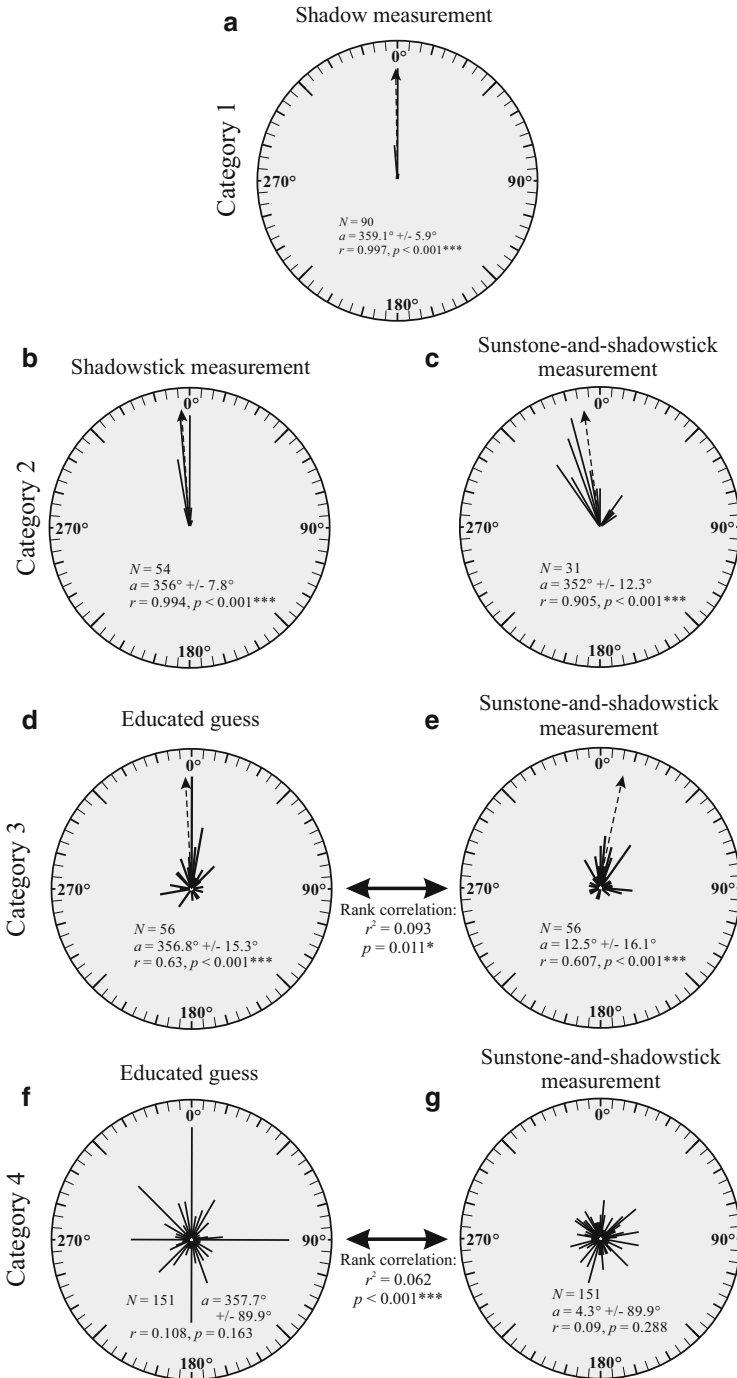 a
Shadow measurement
Category 1
0°
270°
90°
N = 90
a = 359.1° +/- 5.9°
r = 0.997, p < 0.001***
180°
b
Shadowstick measurement
Category 2
0°
270°
90°
N = 54
a = 356° +/- 7.8°
r = 0.994, p < 0.001***
180°
c
Sunstone-and-shadowstick
measurement
0°
270°
90°
N = 31
a = 352° +/- 12.3°
r = 0.905, p < 0.001***
180°
d
Educated guess
Category 3
0°
270°
90°
N = 56
a = 356.8° +/- 15.3°
r = 0.63, p < 0.001***
180°
Rank correlation:
r² = 0.093
p = 0.011*
e
Sunstone-and-shadowstick
measurement
0°
270°
90°
N = 56
a = 12.5° +/- 16.1°
r = 0.607, p < 0.001***
180°
f
Educated guess
Category 4
0°
270°
90°
N = 151 a = 357.7°
+/- 89.9°
r = 0.108, p = 0.163
180°
Rank correlation:
r² = 0.062
p < 0.001***
g
Sunstone-and-shadowstick
measurement
0°
270°
90°
N = 151
a = 4.3° +/- 89.9°
r = 0.09, p = 0.288
180°